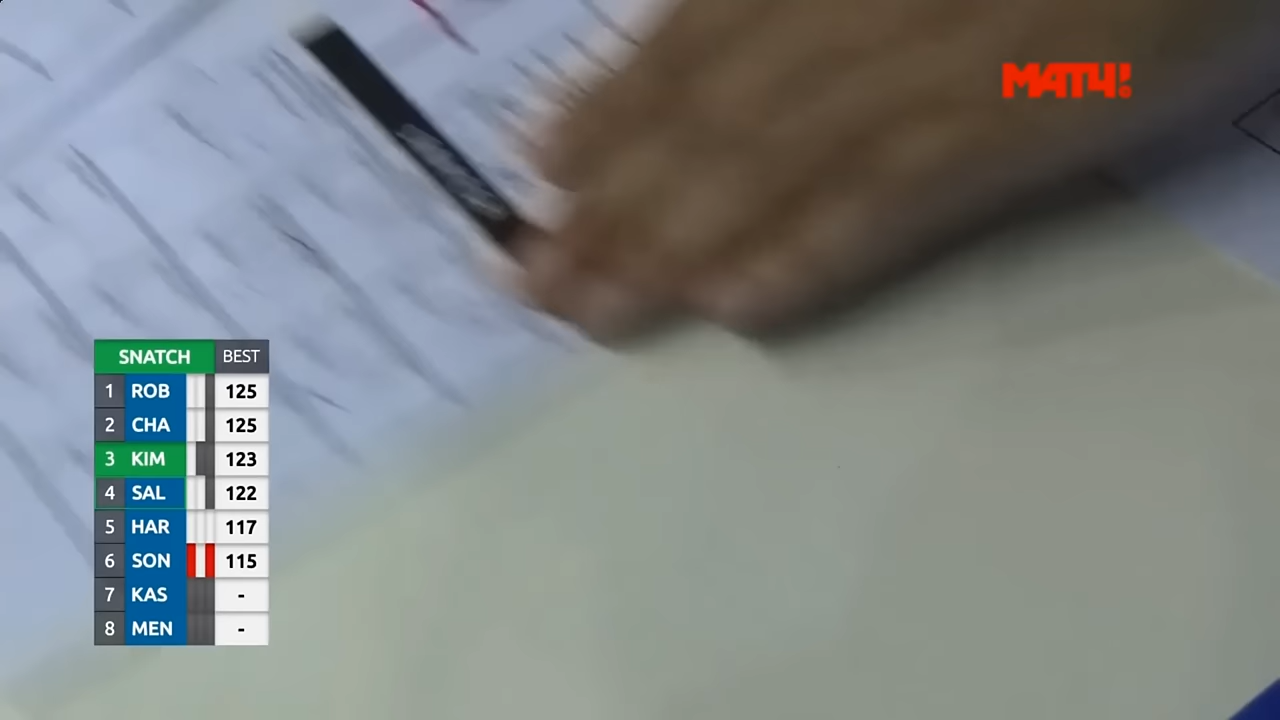 МАТЧ!
SNATCH BEST
1 ROB 125
2 CHA 125
3 KIM 123
4 SAL 122
5 HAR 117
6 SON 115
7 KAS -
8 MEN -